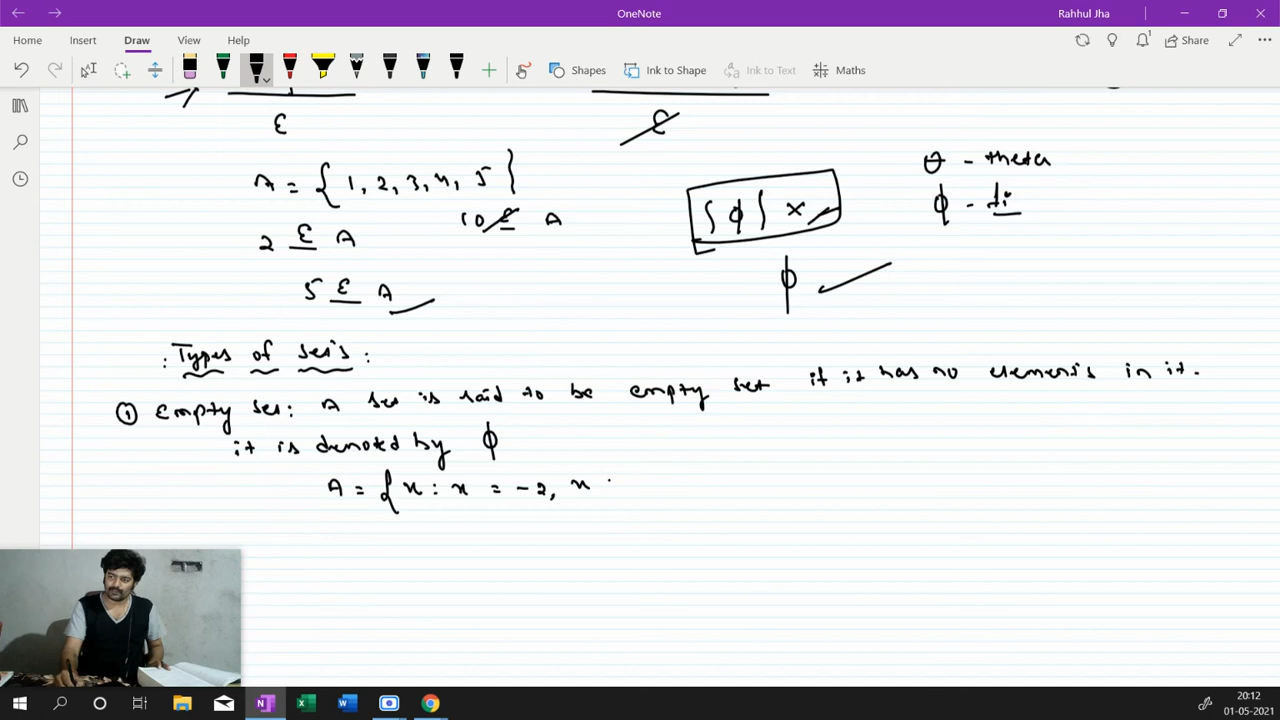 OneNote
Rahhul Jha
Home Insert Draw View Help
Share
Shapes Ink to Shape Ink to Text Maths
ε ε
θ - theta
A = { 1, 2, 3, 4, 5 }
{ϕ} ×
ϕ - fi
10 ε A
2 ε A
ϕ
5 ε A
: Types of Set's :
① Empty set: A set is said to be empty set if it has no elements in it.
it is denoted by ϕ
A = { x : x = -2, x
20:12
01-05-2021